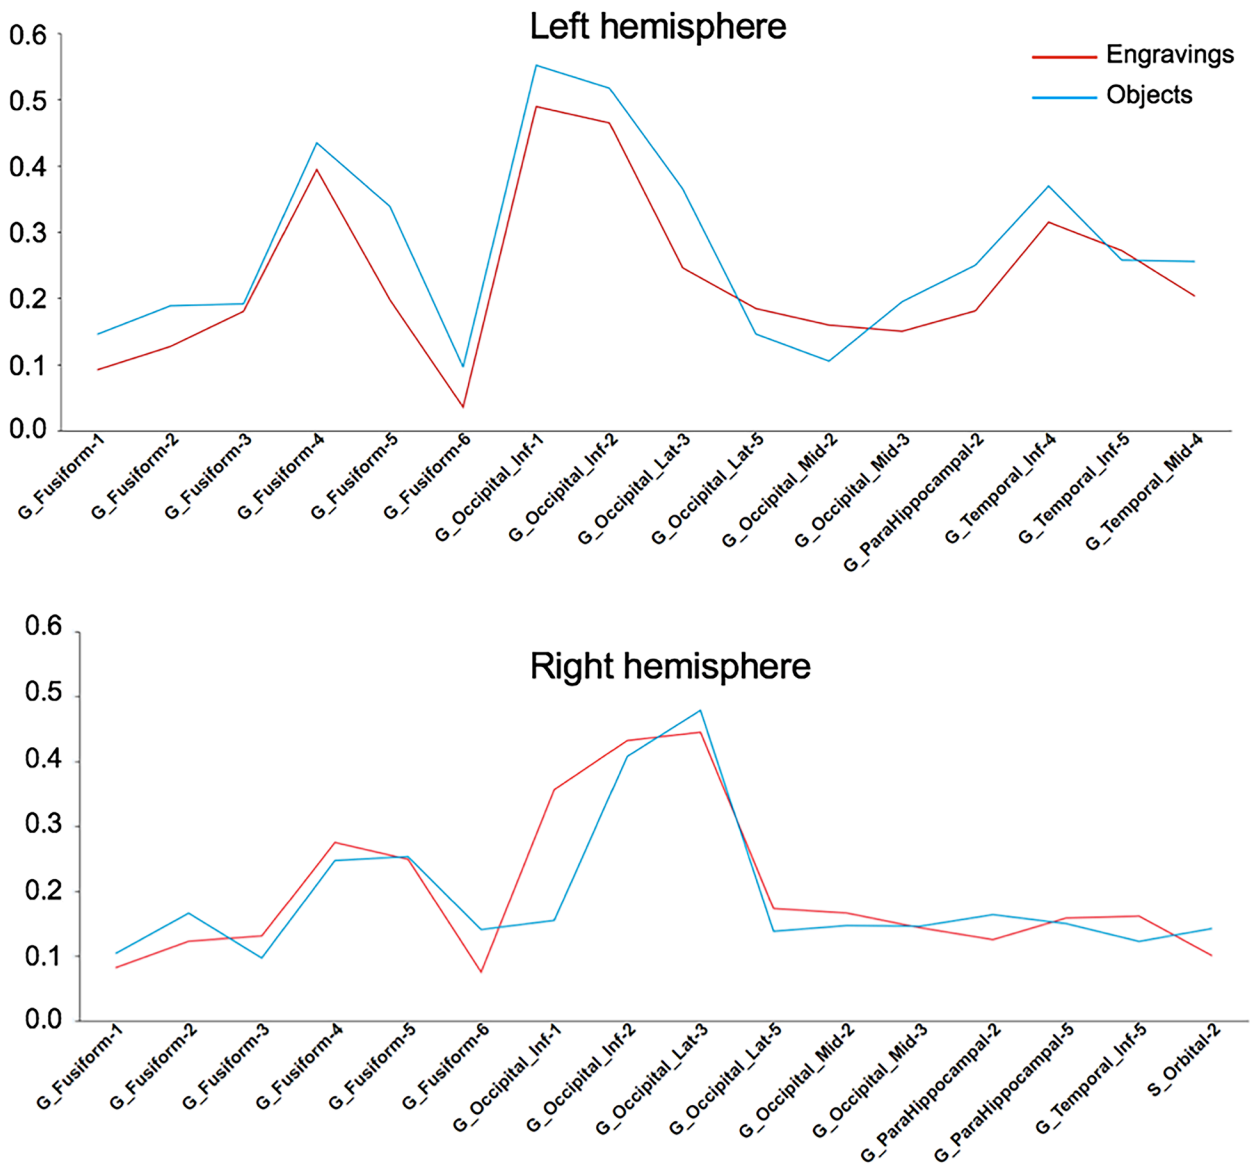 Left hemisphere
Engravings
Objects
0.6
0.5
0.4
0.3
0.2
0.1
0.0
G_Fusiform-1
G_Fusiform-2
G_Fusiform-3
G_Fusiform-4
G_Fusiform-5
G_Fusiform-6
G_Occipital_Inf-1
G_Occipital_Inf-2
G_Occipital_Lat-3
G_Occipital_Lat-5
G_Occipital_Mid-2
G_Occipital_Mid-3
G_ParaHippocampal-2
G_Temporal_Inf-4
G_Temporal_Inf-5
G_Temporal_Mid-4
Right hemisphere
0.6
0.5
0.4
0.3
0.2
0.1
0.0
G_Fusiform-1
G_Fusiform-2
G_Fusiform-3
G_Fusiform-4
G_Fusiform-5
G_Fusiform-6
G_Occipital_Inf-1
G_Occipital_Inf-2
G_Occipital_Lat-3
G_Occipital_Lat-5
G_Occipital_Mid-2
G_Occipital_Mid-3
G_ParaHippocampal-2
G_ParaHippocampal-5
G_Temporal_Inf-5
S_Orbital-2